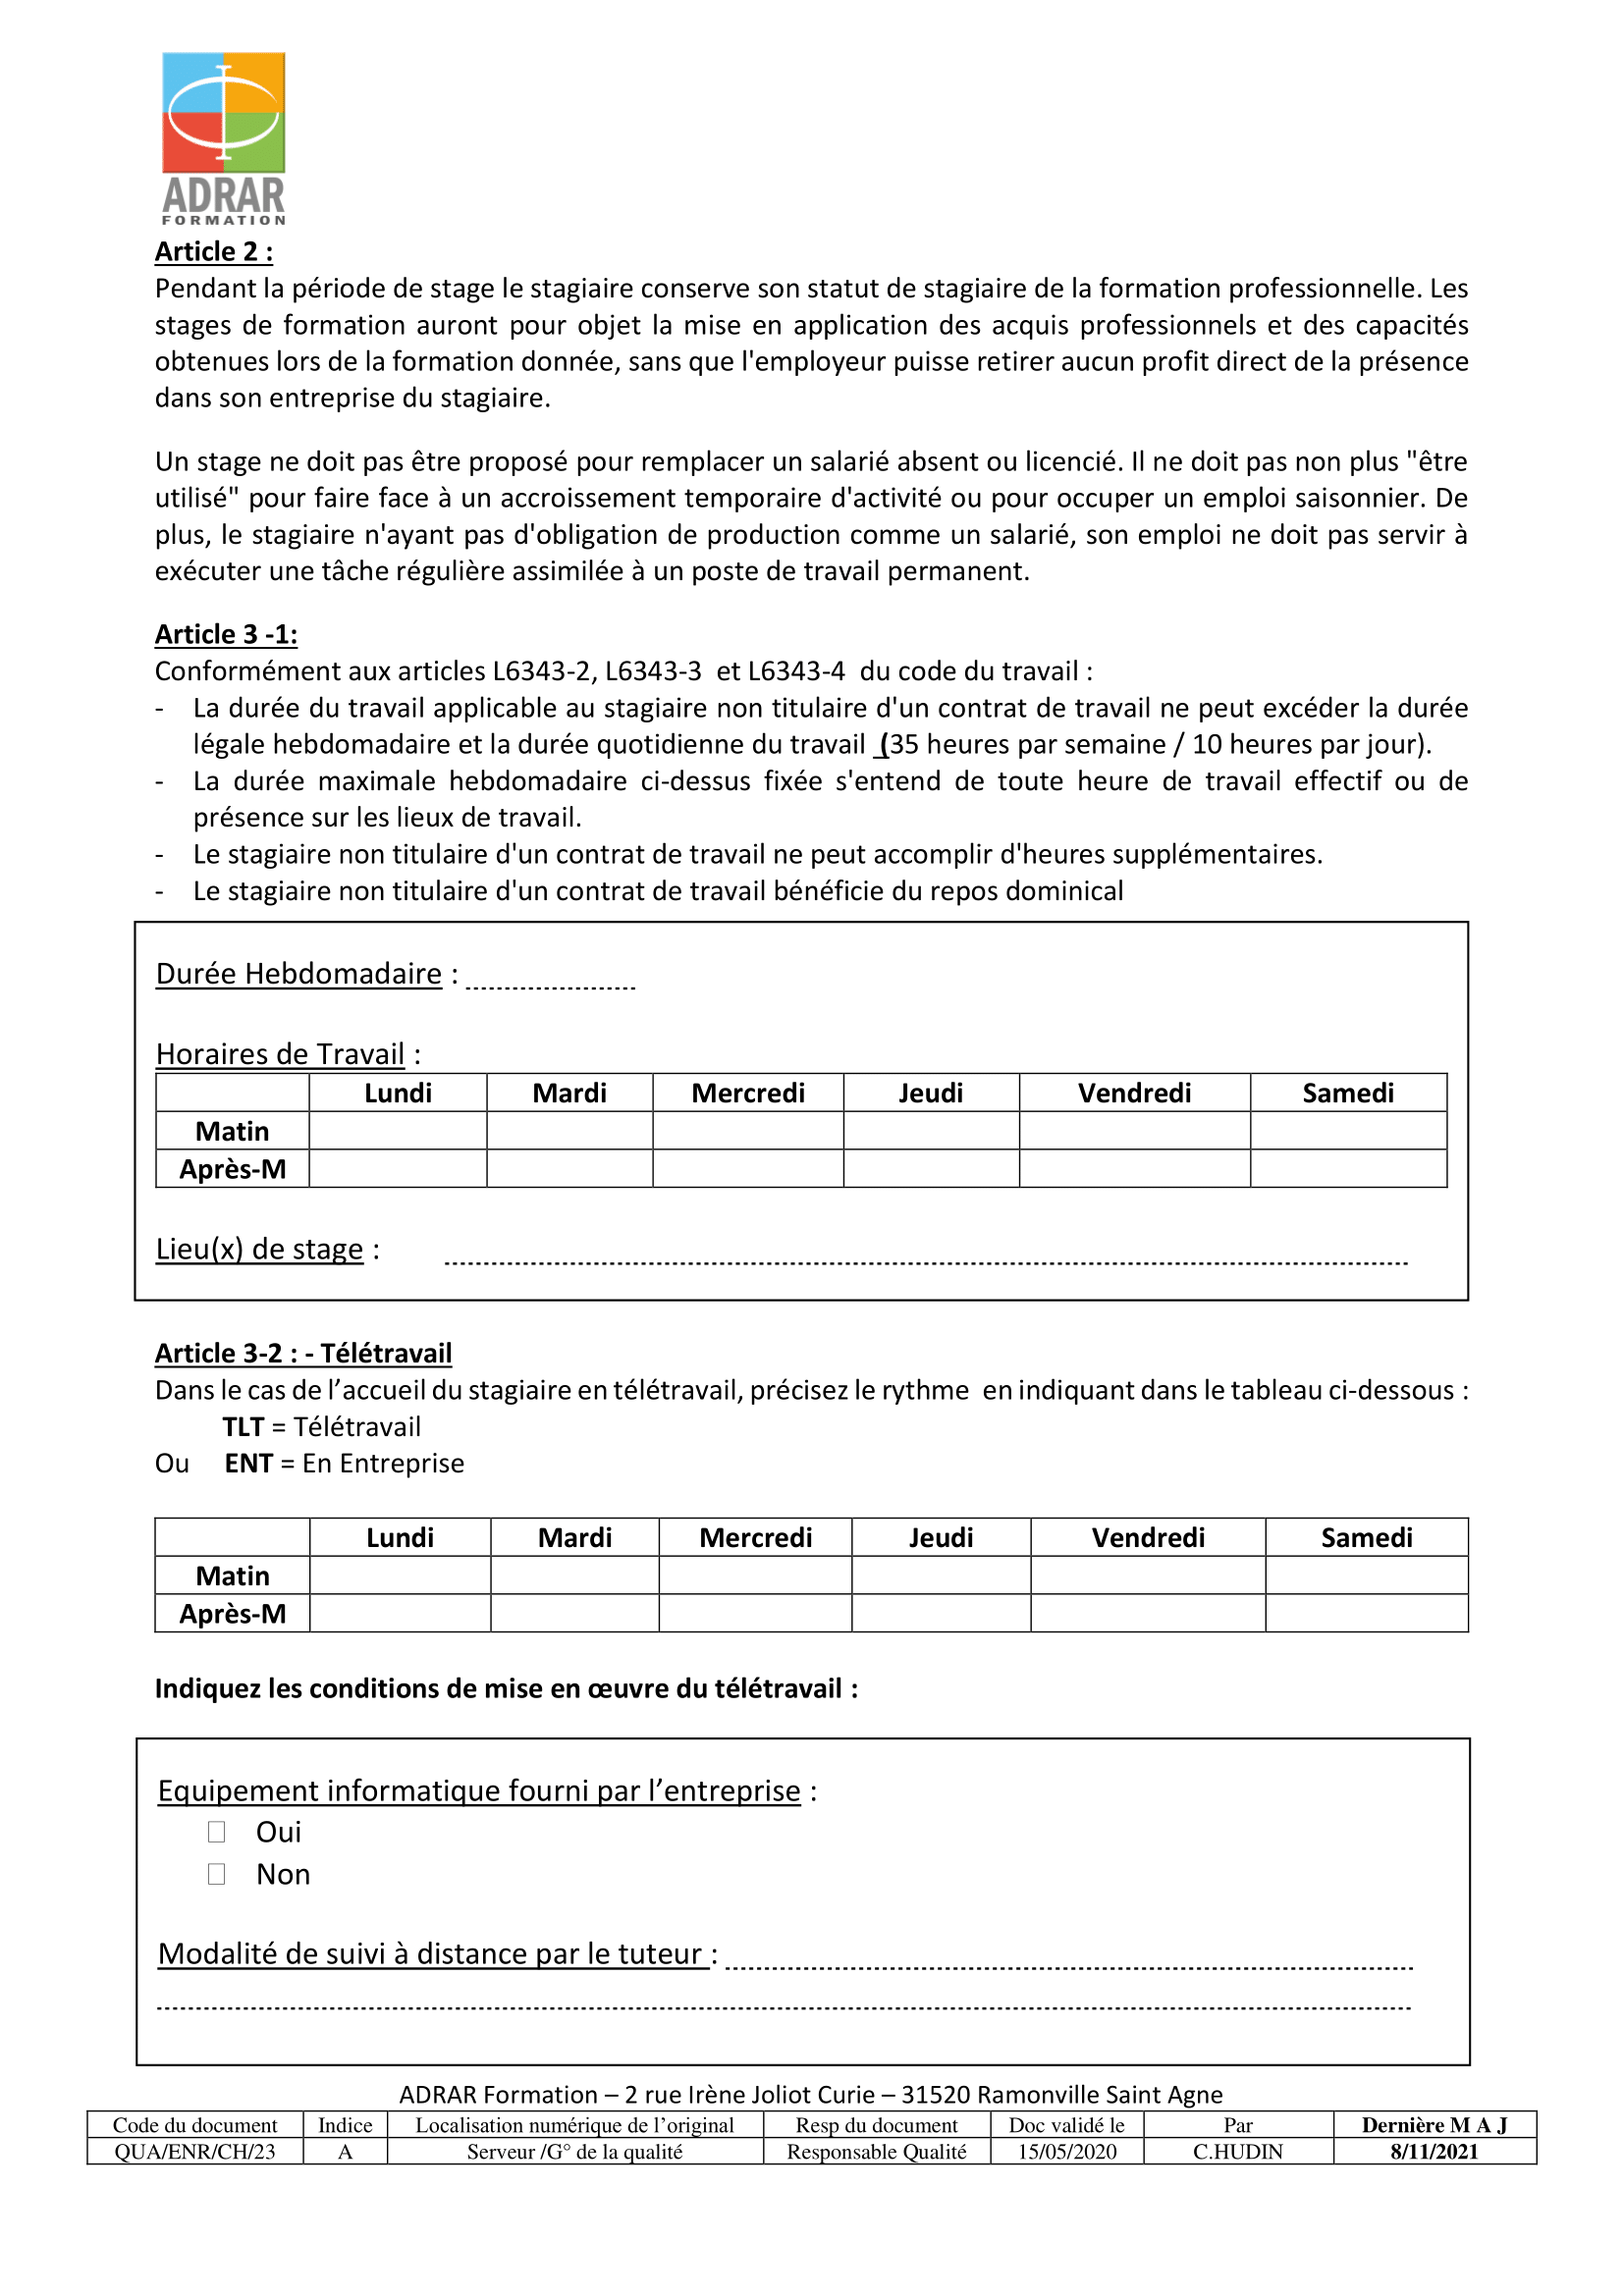 ADRAR
FORMATION
Article 2 :
Pendant la période de stage le stagiaire conserve son statut de stagiaire de la formation professionnelle. Les
stages de formation auront pour objet la mise en application des acquis professionnels et des capacités
obtenues lors de la formation donnée, sans que l'employeur puisse retirer aucun profit direct de la présence
dans son entreprise du stagiaire.
Un stage ne doit pas être proposé pour remplacer un salarié absent ou licencié. Il ne doit pas non plus "être
utilisé" pour faire face à un accroissement temporaire d'activité ou pour occuper un emploi saisonnier. De
plus, le stagiaire n'ayant pas d'obligation de production comme un salarié, son emploi ne doit pas servir à
exécuter une tâche régulière assimilée à un poste de travail permanent.
Article 3 -1:
Conformément aux articles L6343-2, L6343-3 et L6343-4 du code du travail :
- La durée du travail applicable au stagiaire non titulaire d'un contrat de travail ne peut excéder la durée
légale hebdomadaire et la durée quotidienne du travail (35 heures par semaine / 10 heures par jour).
- La durée maximale hebdomadaire ci-dessus fixée s'entend de toute heure de travail effectif ou de
présence sur les lieux de travail.
- Le stagiaire non titulaire d'un contrat de travail ne peut accomplir d'heures supplémentaires.
- Le stagiaire non titulaire d'un contrat de travail bénéficie du repos dominical
Durée Hebdomadaire : ......................
Horaires de Travail :
Lundi Mardi Mercredi Jeudi Vendredi Samedi
Matin
Après-M
Lieu(x) de stage : ..............................................................
Article 3-2 : - Télétravail
Dans le cas de l’accueil du stagiaire en télétravail, précisez le rythme en indiquant dans le tableau ci-dessous :
TLT = Télétravail
Ou ENT = En Entreprise
Lundi Mardi Mercredi Jeudi Vendredi Samedi
Matin
Après-M
Indiquez les conditions de mise en œuvre du télétravail :
Equipement informatique fourni par l’entreprise :
□ Oui
□ Non
Modalité de suivi à distance par le tuteur : ..............................................................
..............................................................
ADRAR Formation – 2 rue Irène Joliot Curie – 31520 Ramonville Saint Agne
Code du document Indice Localisation numérique de l’original Resp du document Doc validé le Par Dernière M A J
QUA/ENR/CH/23 A Serveur /G° de la qualité Responsable Qualité 15/05/2020 C.HUDIN 8/11/2021